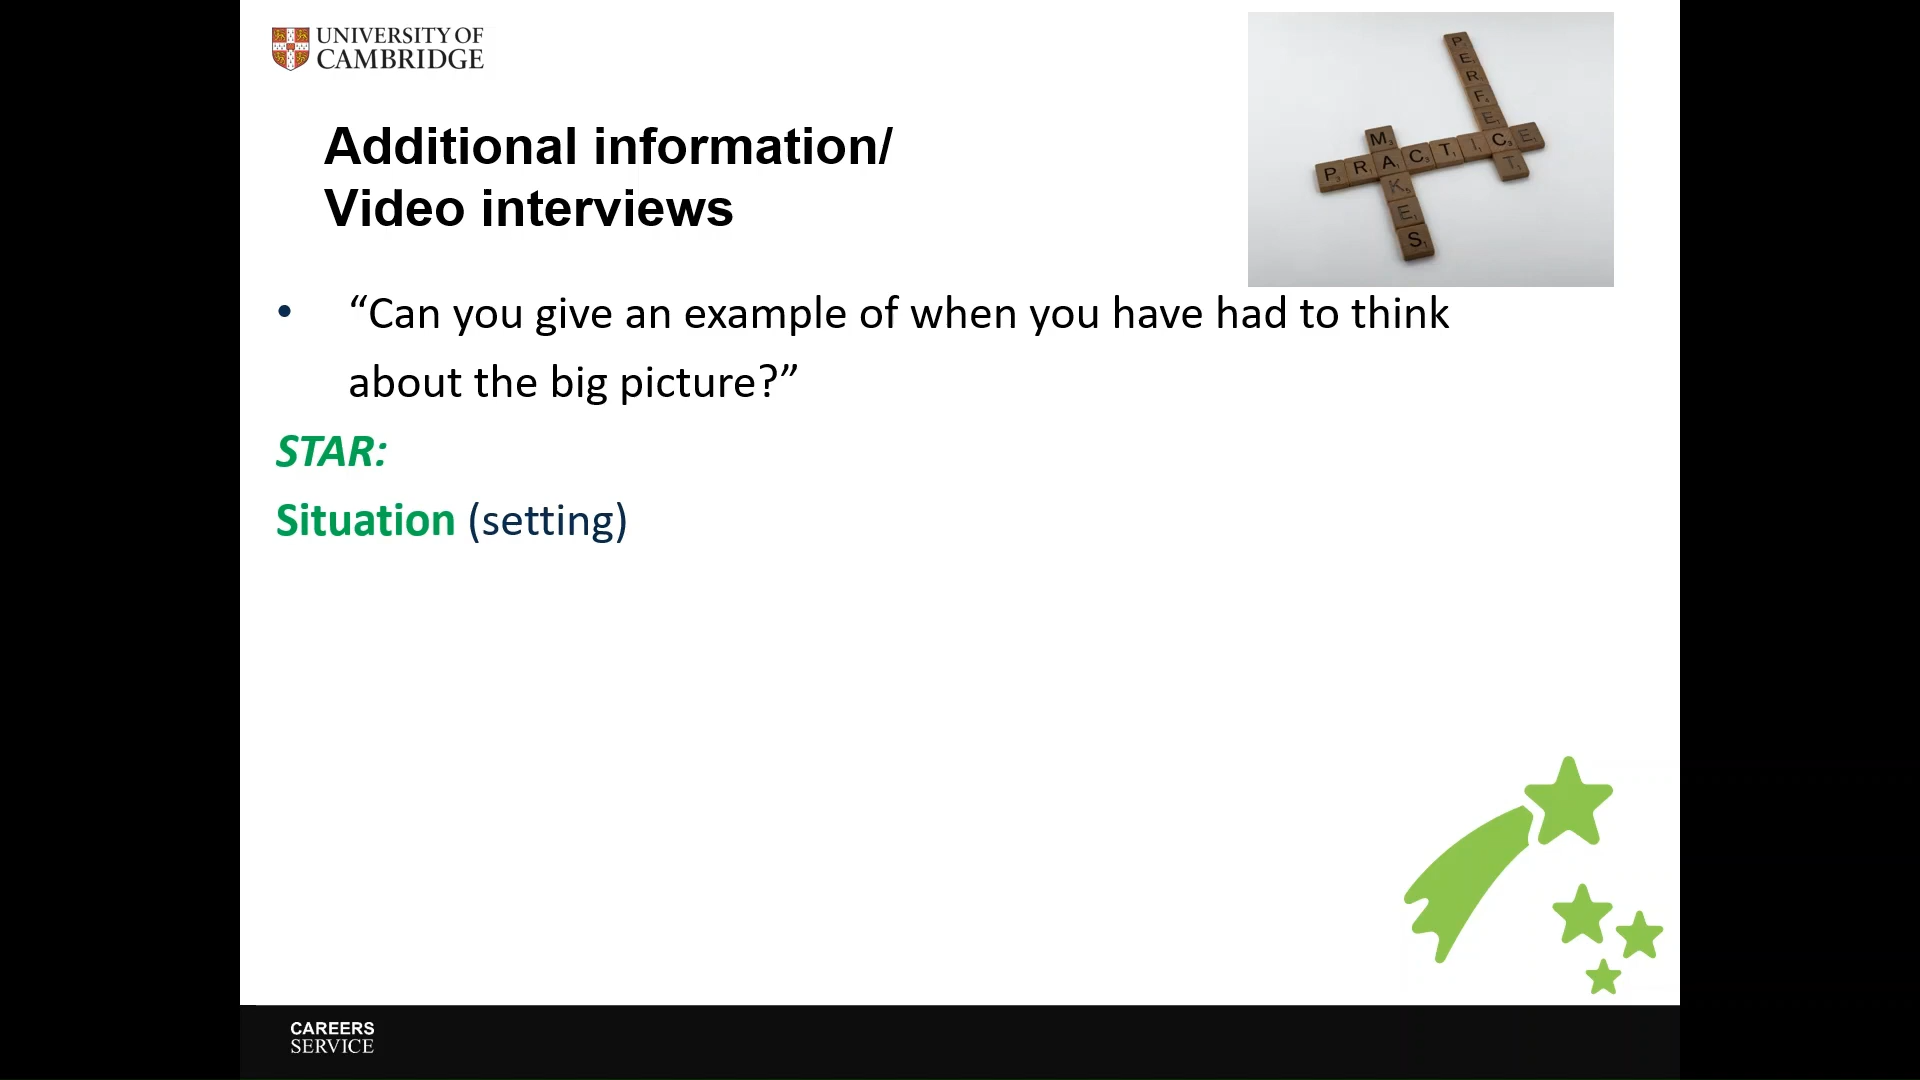 UNIVERSITY OF
CAMBRIDGE
PERFECT
MAKES
PRACTICE
Additional information/
Video interviews
• “Can you give an example of when you have had to think
about the big picture?”
STAR:
Situation (setting)
CAREERS
SERVICE